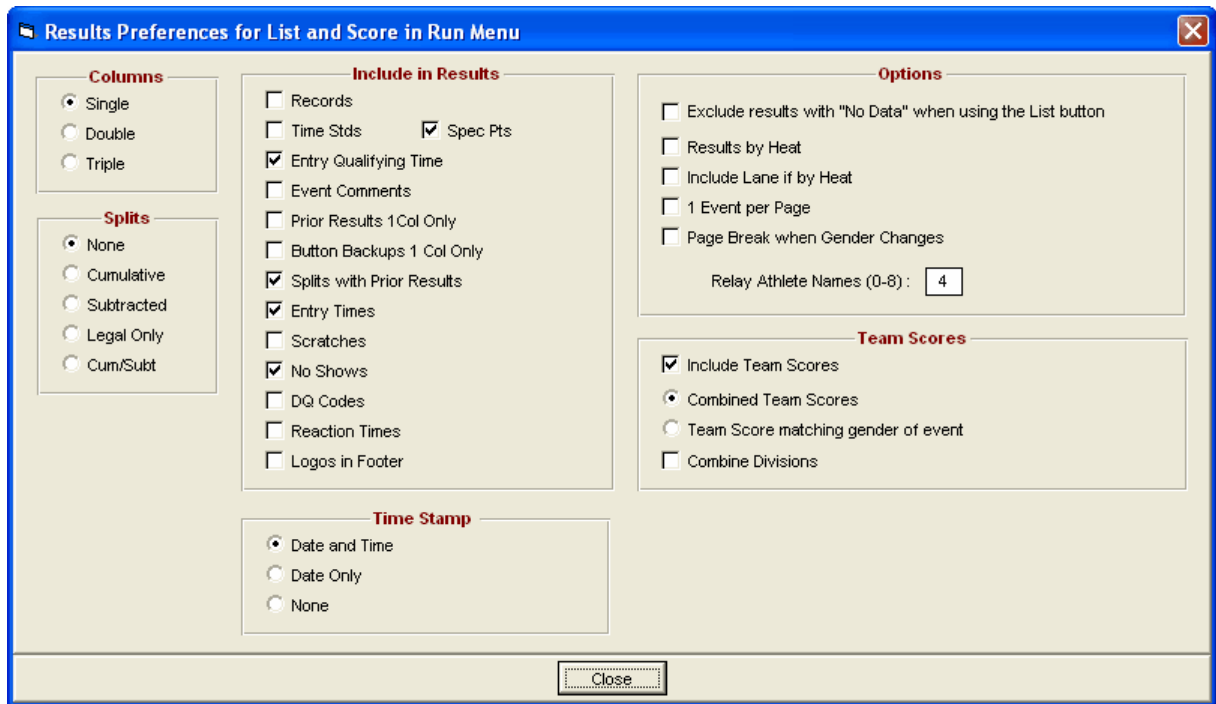 Results Preferences for List and Score in Run Menu
Columns
Single
Double
Triple
Splits
None
Cumulative
Subtracted
Legal Only
Cum/Subt
Include in Results
Records
Time Stds Spec Pts
Entry Qualifying Time
Event Comments
Prior Results 1Col Only
Button Backups 1 Col Only
Splits with Prior Results
Entry Times
Scratches
No Shows
DQ Codes
Reaction Times
Logos in Footer
Time Stamp
Date and Time
Date Only
None
Options
Exclude results with "No Data" when using the List button
Results by Heat
Include Lane if by Heat
1 Event per Page
Page Break when Gender Changes
Relay Athlete Names (0-8) : 4
Team Scores
Include Team Scores
Combined Team Scores
Team Score matching gender of event
Combine Divisions
Close